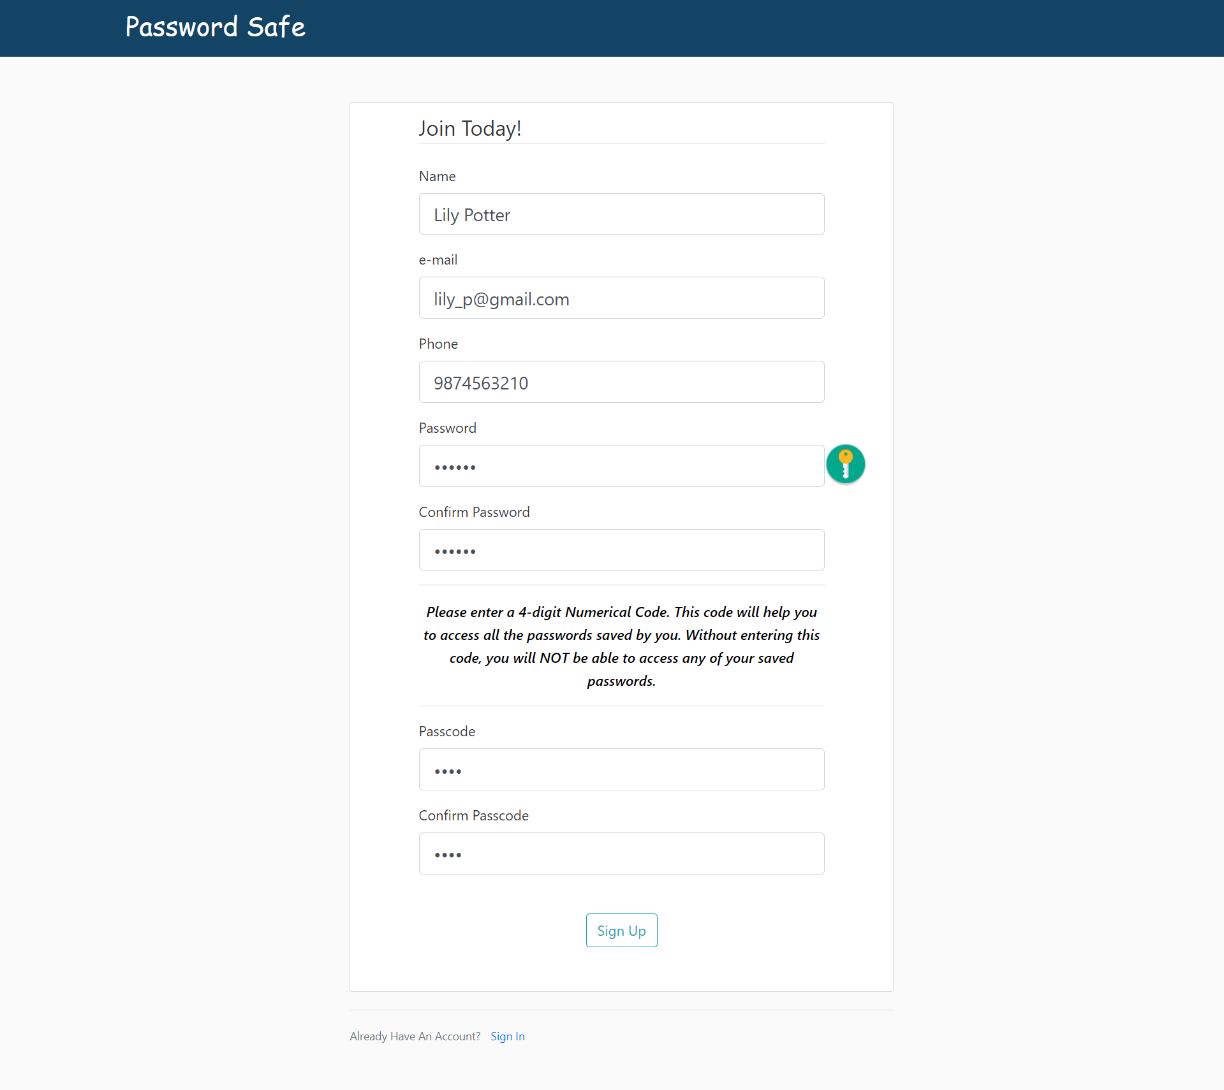 Password Safe
Join Today!
Name
Lily Potter
e-mail
lily_p@gmail.com
Phone
9874563210
Password
••••••
Confirm Password
••••••
Please enter a 4-digit Numerical Code. This code will help you
to access all the passwords saved by you. Without entering this
code, you will NOT be able to access any of your saved
passwords.
Passcode
••••
Confirm Passcode
••••
Sign Up
Already Have An Account? Sign In